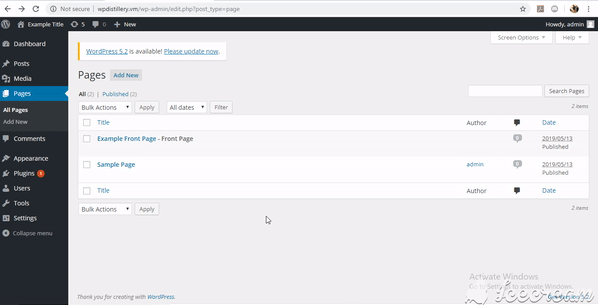 Not secure | wpdistillery.vm/wp-admin/edit.php?post_type=page
Example Title 5 0 New Howdy, admin
Screen Options Help
Dashboard
Posts
Media
Pages
All Pages
Add New
Comments
Appearance
Plugins 1
Users
Tools
Settings
Collapse menu
WordPress 5.2 is available! Please update now.
Pages Add New
All (2) | Published (2)
Search Pages
Bulk Actions Apply All dates Filter
2 items
Title Author Date
Example Front Page - Front Page 0 2019/05/13
Published
Sample Page admin 0 2019/05/13
Published
Title Author Date
Bulk Actions Apply
2 items
Activate Windows
Go to Settings to activate Windows.
Thank you for creating with WordPress.